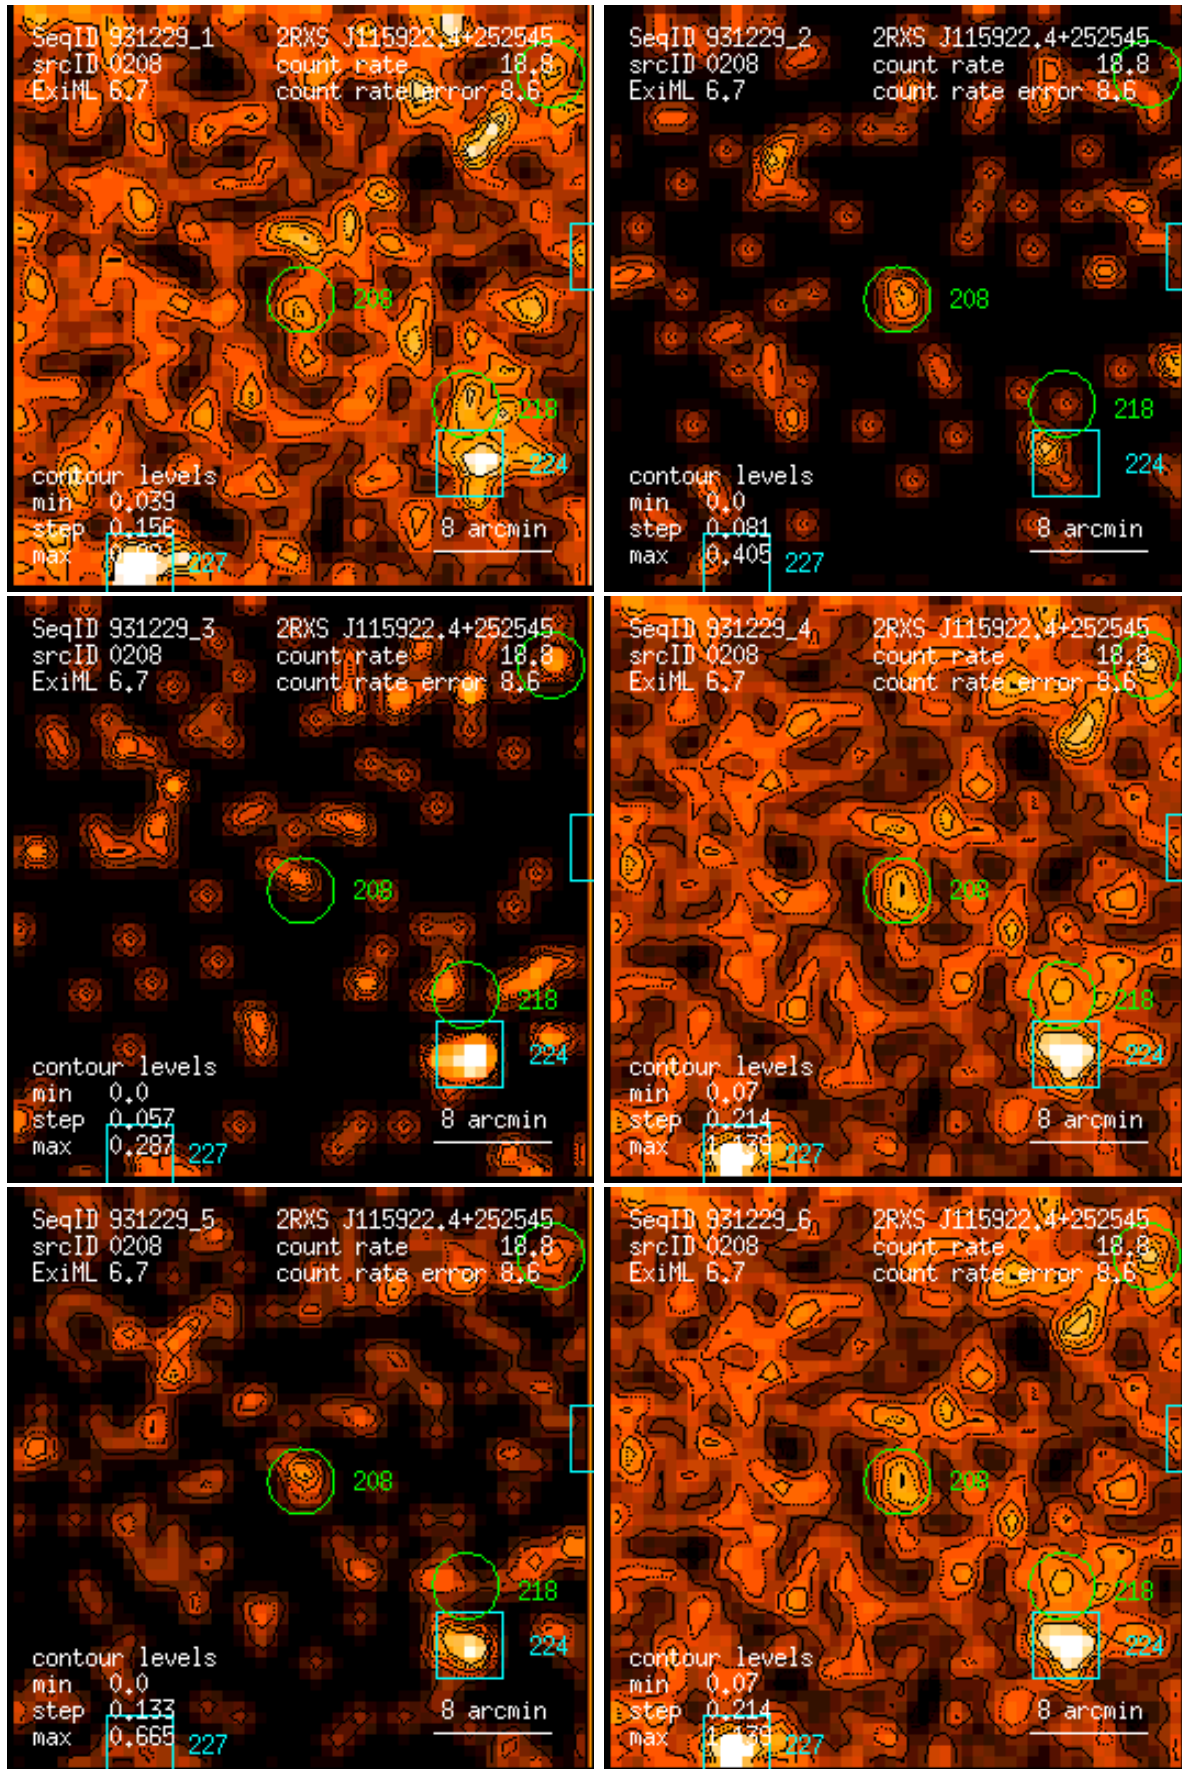 SeqID 931229_1 2RXS J115922.4+252545
srcID 0208 count rate 18.8
ExiML 6.7 count rate error 8.6
208
218
224
contour levels
min 0.039
step 0.156 8 arcmin
max
227
SeqID 931229_2 2RXS J115922.4+252545
srcID 0208 count rate 18.8
ExiML 6.7 count rate error 8.6
208
218
224
contour levels
min 0.0
step 0.081 8 arcmin
max 0.405 227
SeqID 931229_3 2RXS J115922.4+252545
srcID 0208 count rate 18.8
ExiML 6.7 count rate error 8.6
208
218
224
contour levels
min 0.0
step 0.057 8 arcmin
max 0.287 227
SeqID 931229_4 2RXS J115922.4+252545
srcID 0208 count rate 18.8
ExiML 6.7 count rate error 8.6
208
218
224
contour levels
min 0.07
step 0.214 8 arcmin
max 227
SeqID 931229_5 2RXS J115922.4+252545
srcID 0208 count rate 18.8
ExiML 6.7 count rate error 8.6
208
218
224
contour levels
min 0.0
step 0.133 8 arcmin
max 0.665 227
SeqID 931229_6 2RXS J115922.4+252545
srcID 0208 count rate 18.8
ExiML 6.7 count rate error 8.6
208
218
224
contour levels
min 0.07
step 0.214 8 arcmin
max 227